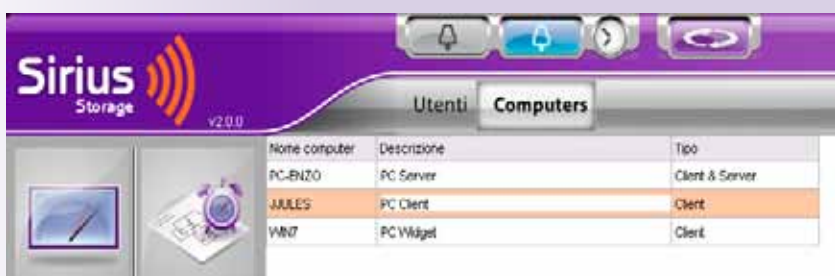 Sirius
Storage
v2.0.0
Utenti Computers
Nome computer Descrizione Tipo
PC-ENZO PC Server Client & Server
JJULES PC Client Client
WIN7 PC Widget Client